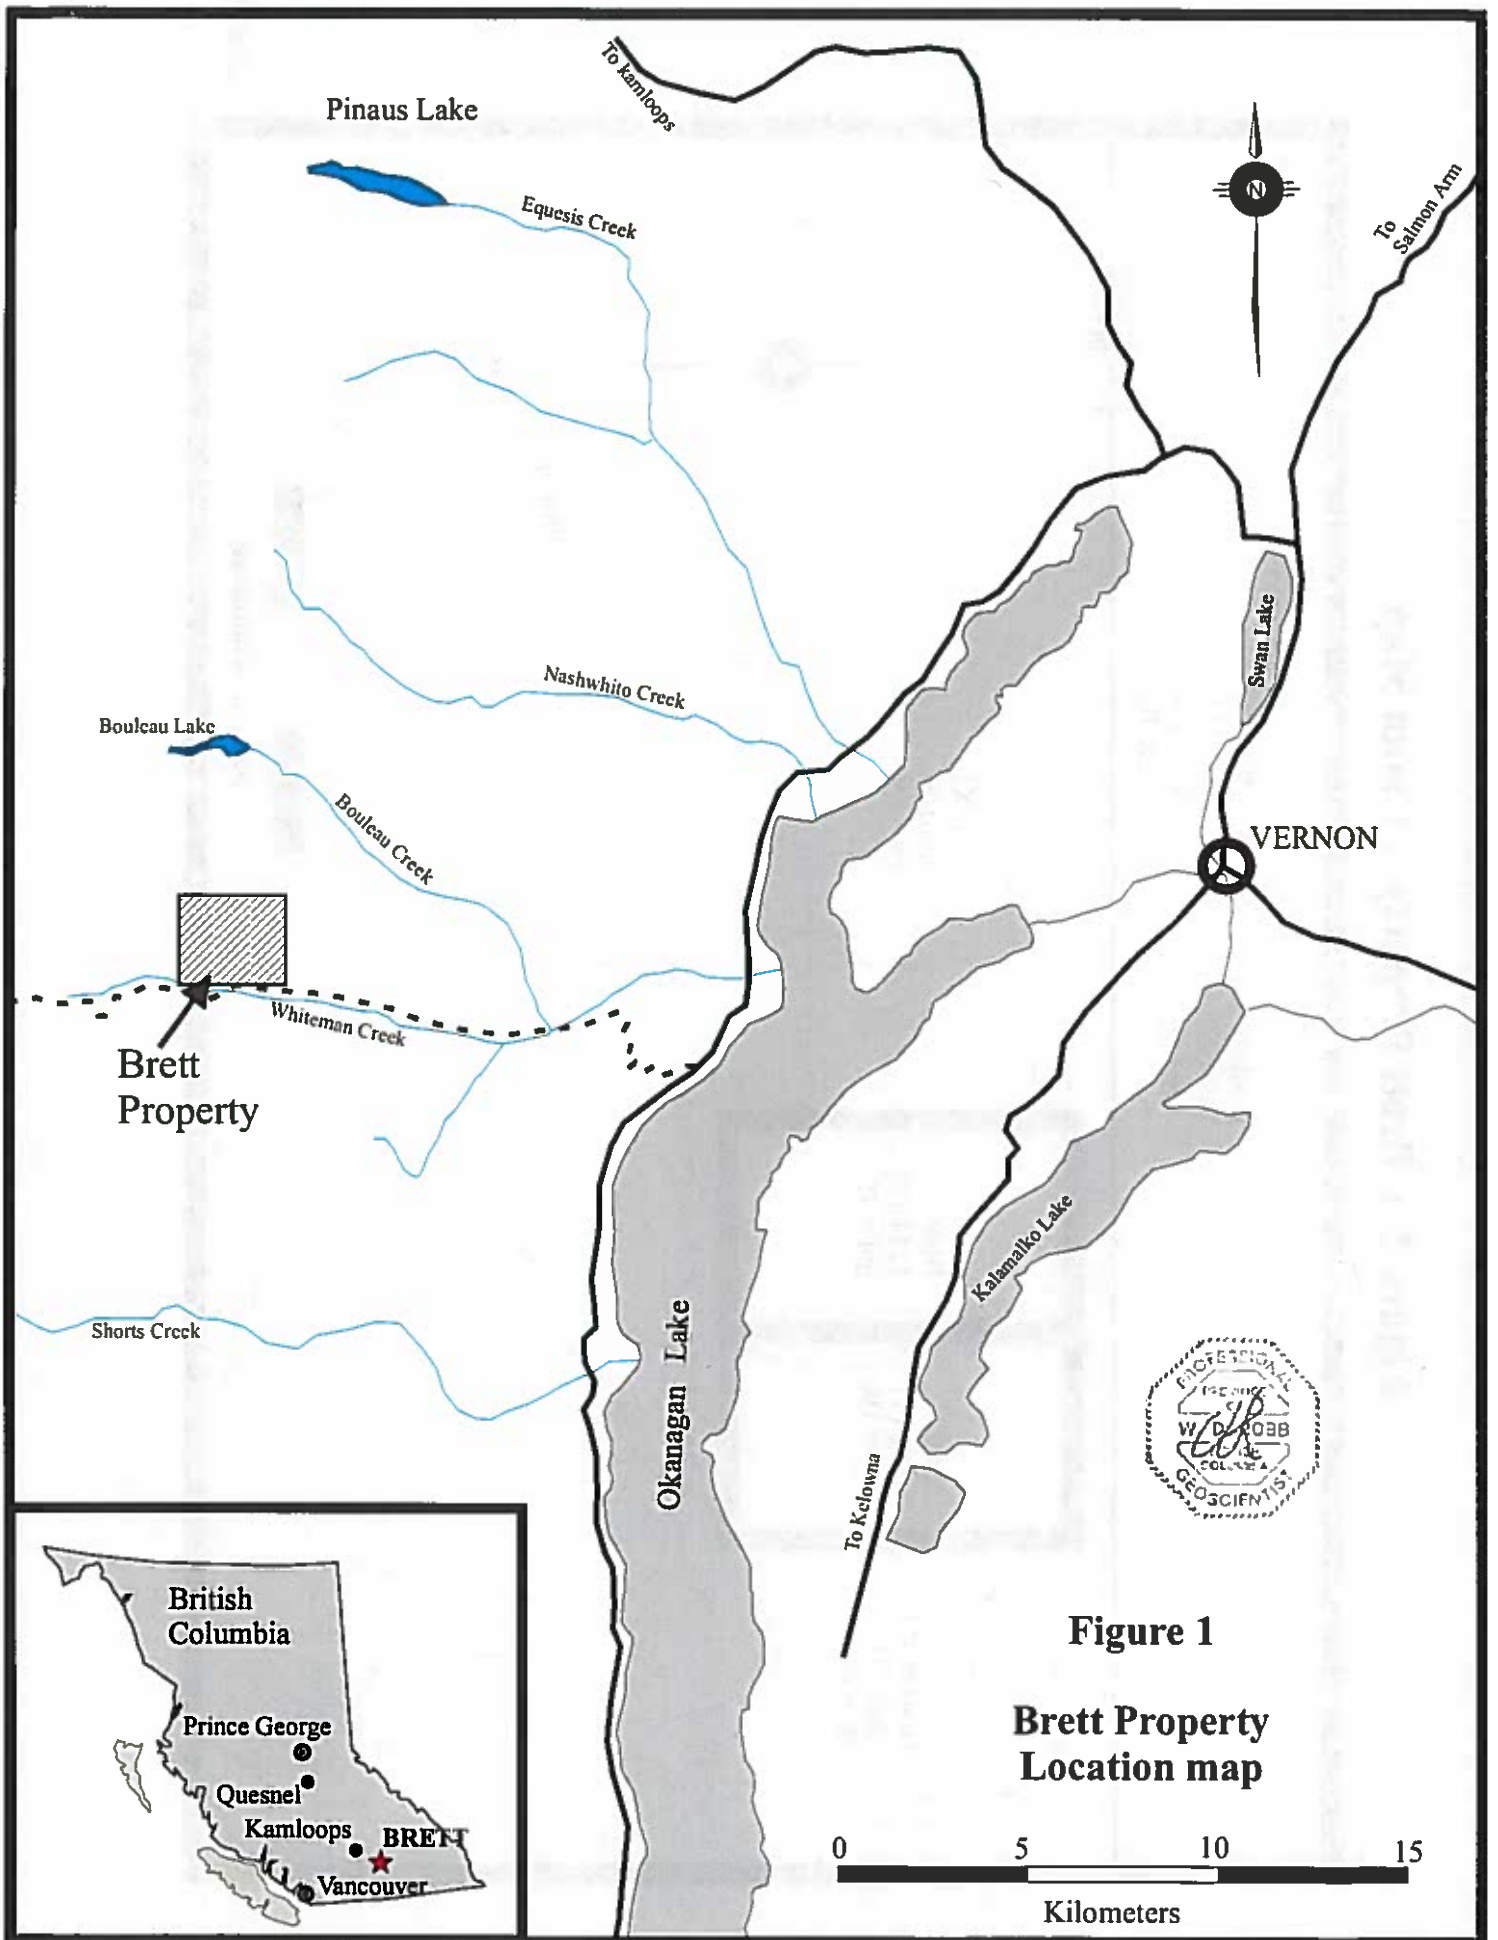 To kamloops
Pinaus Lake
N
To
Salmon Arm
Equesis Creek
Swan Lake
Nashwhito Creek
Bouleau Lake
Bouleau Creek
VERNON
Whiteman Creek
Brett
Property
Kalamalko Lake
Shorts Creek
Okanagan Lake
To Kelowna
PROFESSIONAL
GEOSCIENTIST
British
Columbia
Prince George
Quesnel
Kamloops
BRETT
Vancouver
Figure 1
Brett Property
Location map
0 5 10 15
Kilometers